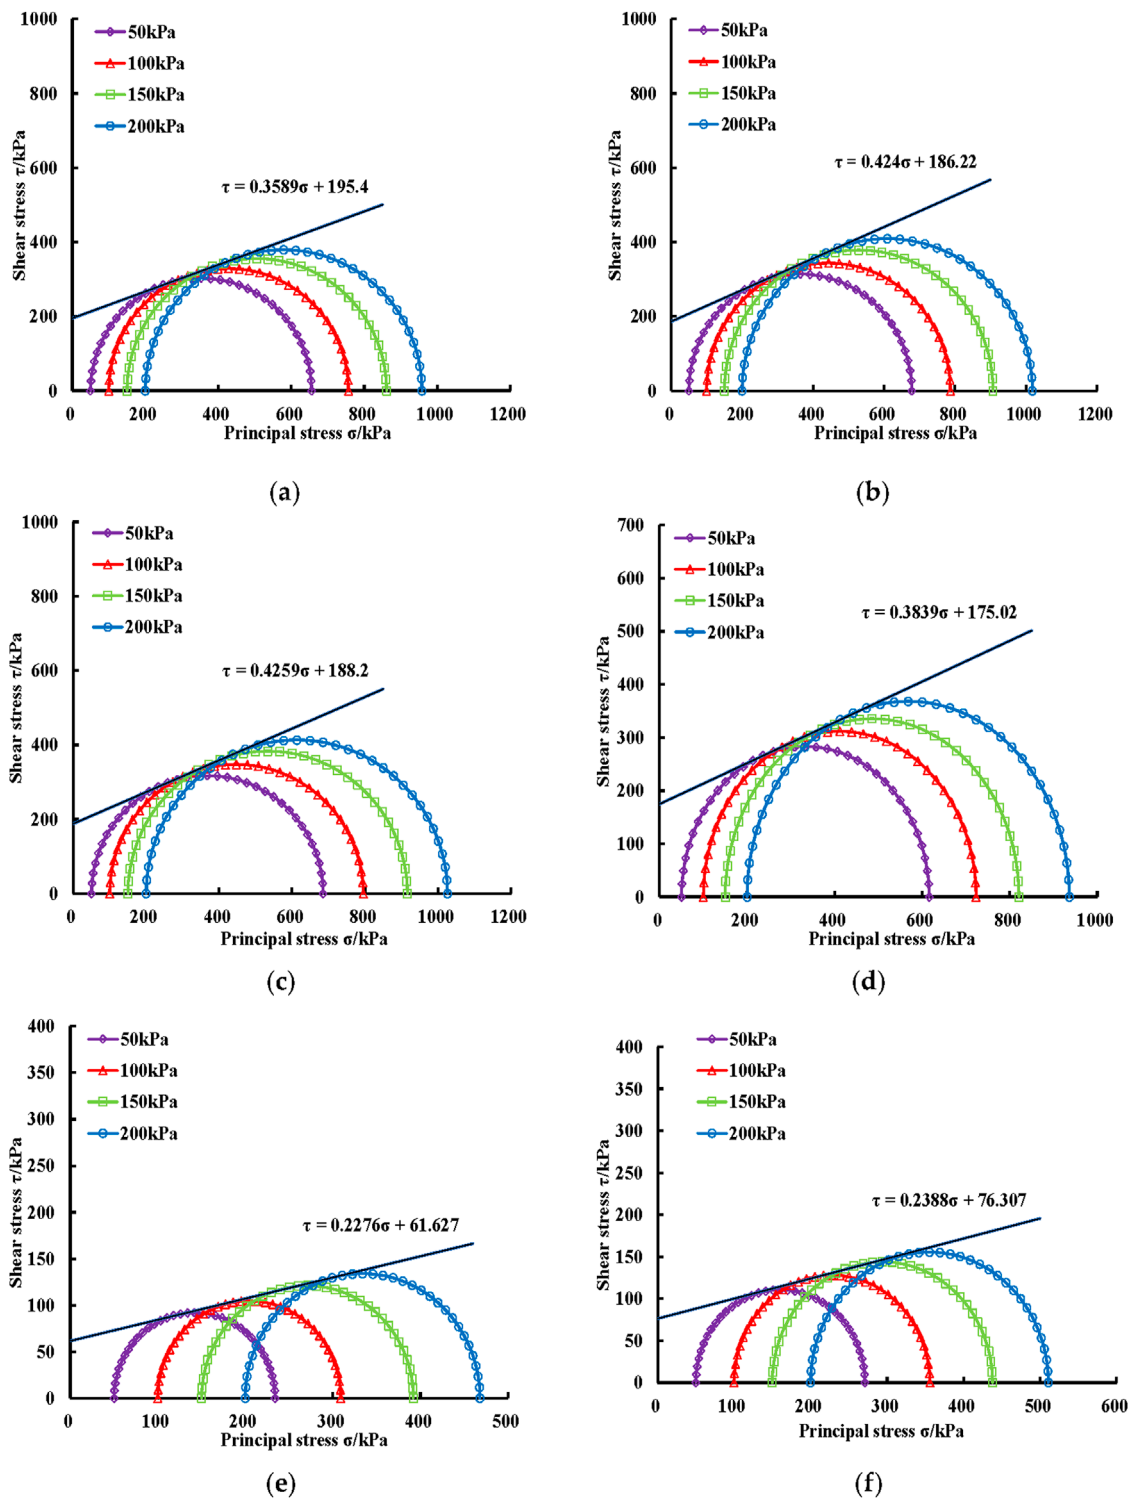 1000
800
600
400
200
0
Shear stress τ/kPa
50kPa
100kPa
150kPa
200kPa
τ = 0.3589σ + 195.4
0 200 400 600 800 1000 1200
Principal stress σ/kPa
(a)
1000
800
600
400
200
0
Shear stress τ/kPa
50kPa
100kPa
150kPa
200kPa
τ = 0.424σ + 186.22
0 200 400 600 800 1000 1200
Principal stress σ/kPa
(b)
1000
800
600
400
200
0
Shear stress τ/kPa
50kPa
100kPa
150kPa
200kPa
τ = 0.4259σ + 188.2
0 200 400 600 800 1000 1200
Principal stress σ/kPa
(c)
700
600
500
400
300
200
100
0
Shear stress τ/kPa
50kPa
100kPa
150kPa
200kPa
τ = 0.3839σ + 175.02
0 200 400 600 800 1000
Principal stress σ/kPa
(d)
400
350
300
250
200
150
100
50
0
Shear stress τ/kPa
50kPa
100kPa
150kPa
200kPa
τ = 0.2276σ + 61.627
0 100 200 300 400 500
Principal stress σ/kPa
(e)
400
350
300
250
200
150
100
50
0
Shear stress τ/kPa
50kPa
100kPa
150kPa
200kPa
τ = 0.2388σ + 76.307
0 100 200 300 400 500 600
Principal stress σ/kPa
(f)